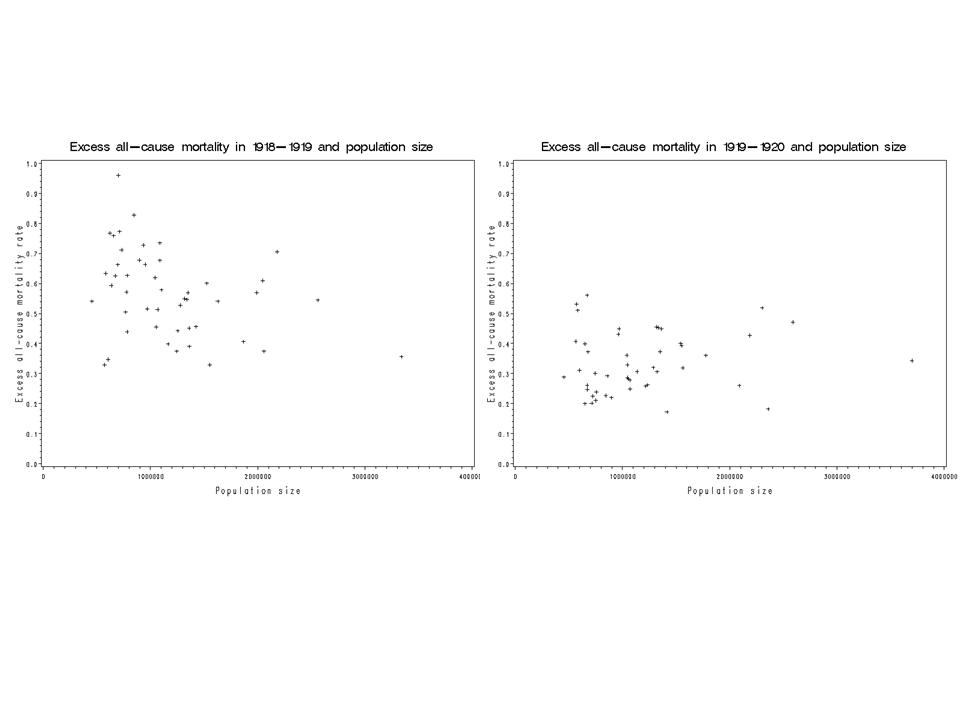 Excess all-cause mortality in 1918-1919 and population size
Excess all-cause mortality rate
1.0
0.9
0.8
0.7
0.6
0.5
0.4
0.3
0.2
0.1
0.0
0 1000000 2000000 3000000 400000
Population size
Excess all-cause mortality in 1919-1920 and population size
Excess all-cause mortality rate
1.0
0.9
0.8
0.7
0.6
0.5
0.4
0.3
0.2
0.1
0.0
0 1000000 2000000 3000000 4000000
Population size